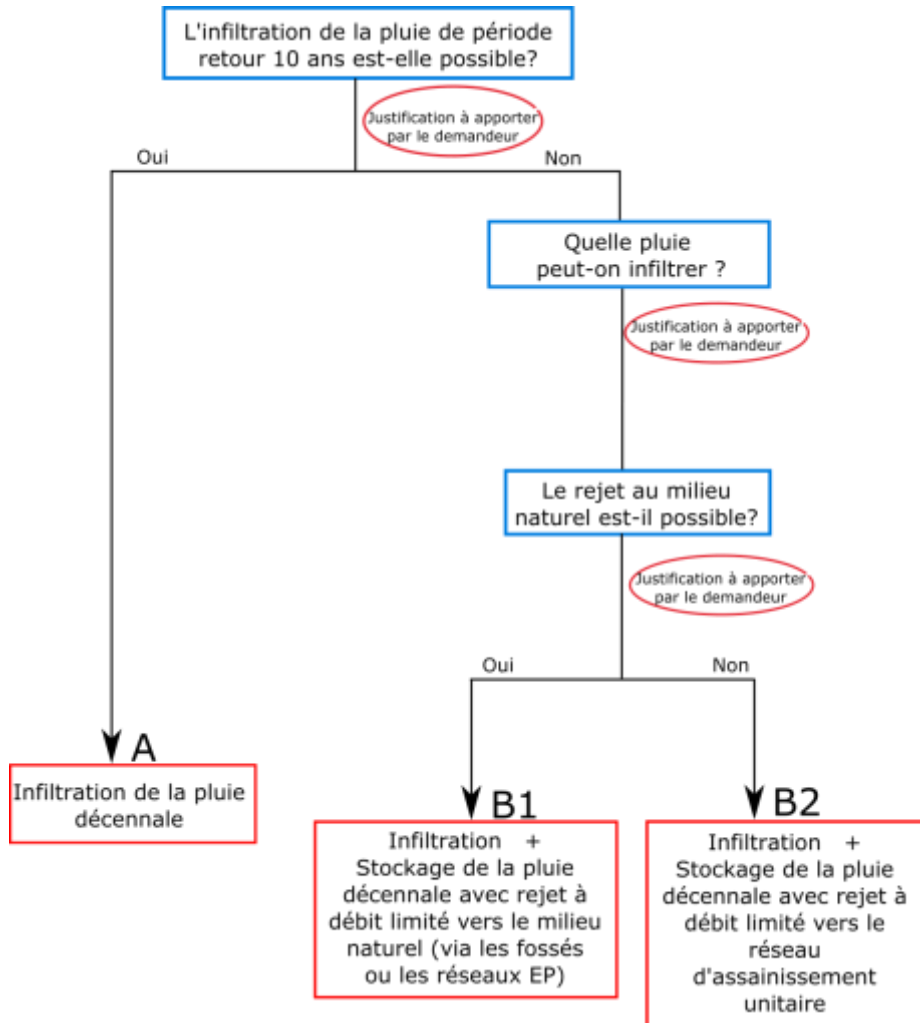 L'infiltration de la pluie de période
retour 10 ans est-elle possible?
Justification à apporter
par le demandeur
Oui
Non
Quelle pluie
peut-on infiltrer ?
Justification à apporter
par le demandeur
Le rejet au milieu
naturel est-il possible?
Justification à apporter
par le demandeur
Oui
Non
A
Infiltration de la pluie
décennale
B1
Infiltration +
Stockage de la pluie
décennale avec rejet à
débit limité vers le milieu
naturel (via les fossés
ou les réseaux EP)
B2
Infiltration +
Stockage de la pluie
décennale avec rejet à
débit limité vers le
réseau
d'assainissement
unitaire